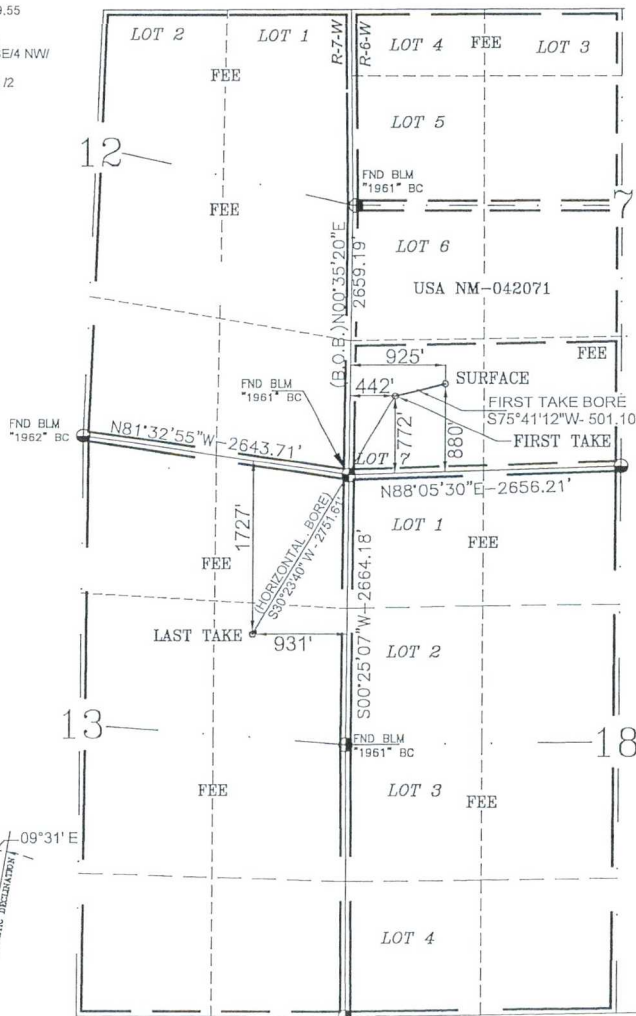 9.55
LOT 2
LOT 1
R-7-W
R-6-W
LOT 4
FEE
LOT 3
E/4 NW/
/2
FEE
LOT 5
12
FND BLM
"1961" BC
7
FEE
LOT 6
(B.O.B.)N00°35'20"E
2659.19'
USA NM-042071
FEE
925'
SURFACE
FND BLM
"1961" BC
442'
FIRST TAKE BORE
S75°41'12"W- 501.10
FIRST TAKE
772'
880'
FND BLM
"1962" BC
N81°32'55"W-2643.71'
LOT 7
N88°05'30"E-2656.21'
1727'
(HORIZONTAL BORE)
S30°23'40"W-2751.61'
LOT 1
FEE
FEE
S00°25'07"W-2664.18'
LAST TAKE
931'
LOT 2
13
FND BLM
"1961" BC
18
FEE
LOT 3
FEE
09°31' E
DECLINATION
LOT 4